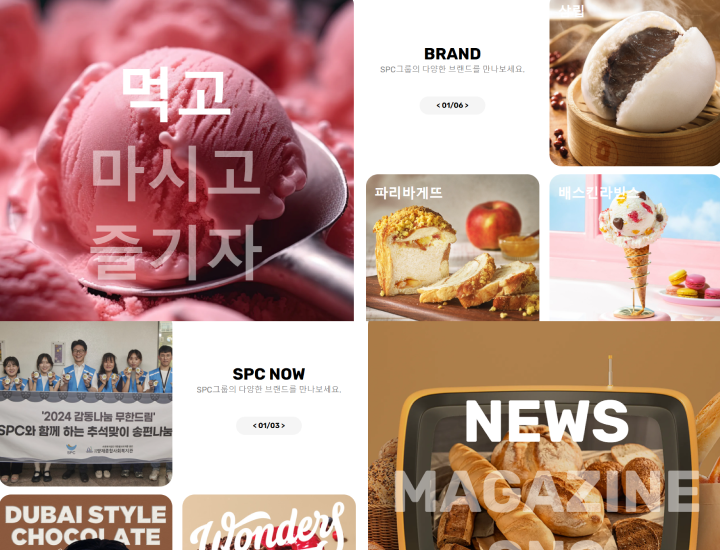 먹고
마시고
즐기자
BRAND
SPC그룹의 다양한 브랜드를 만나보세요.
< 01/06 >
삼립
파리바게뜨
배스킨라빈스
'2024 감동나눔 무한드림'
SPC와 함께 하는 추석맞이 송편나눔
SPC
SPC NOW
SPC그룹의 다양한 브랜드를 만나보세요.
< 01/03 >
DUBAI STYLE
CHOCOLATE
Wonders
NEWS
MAGAZINE